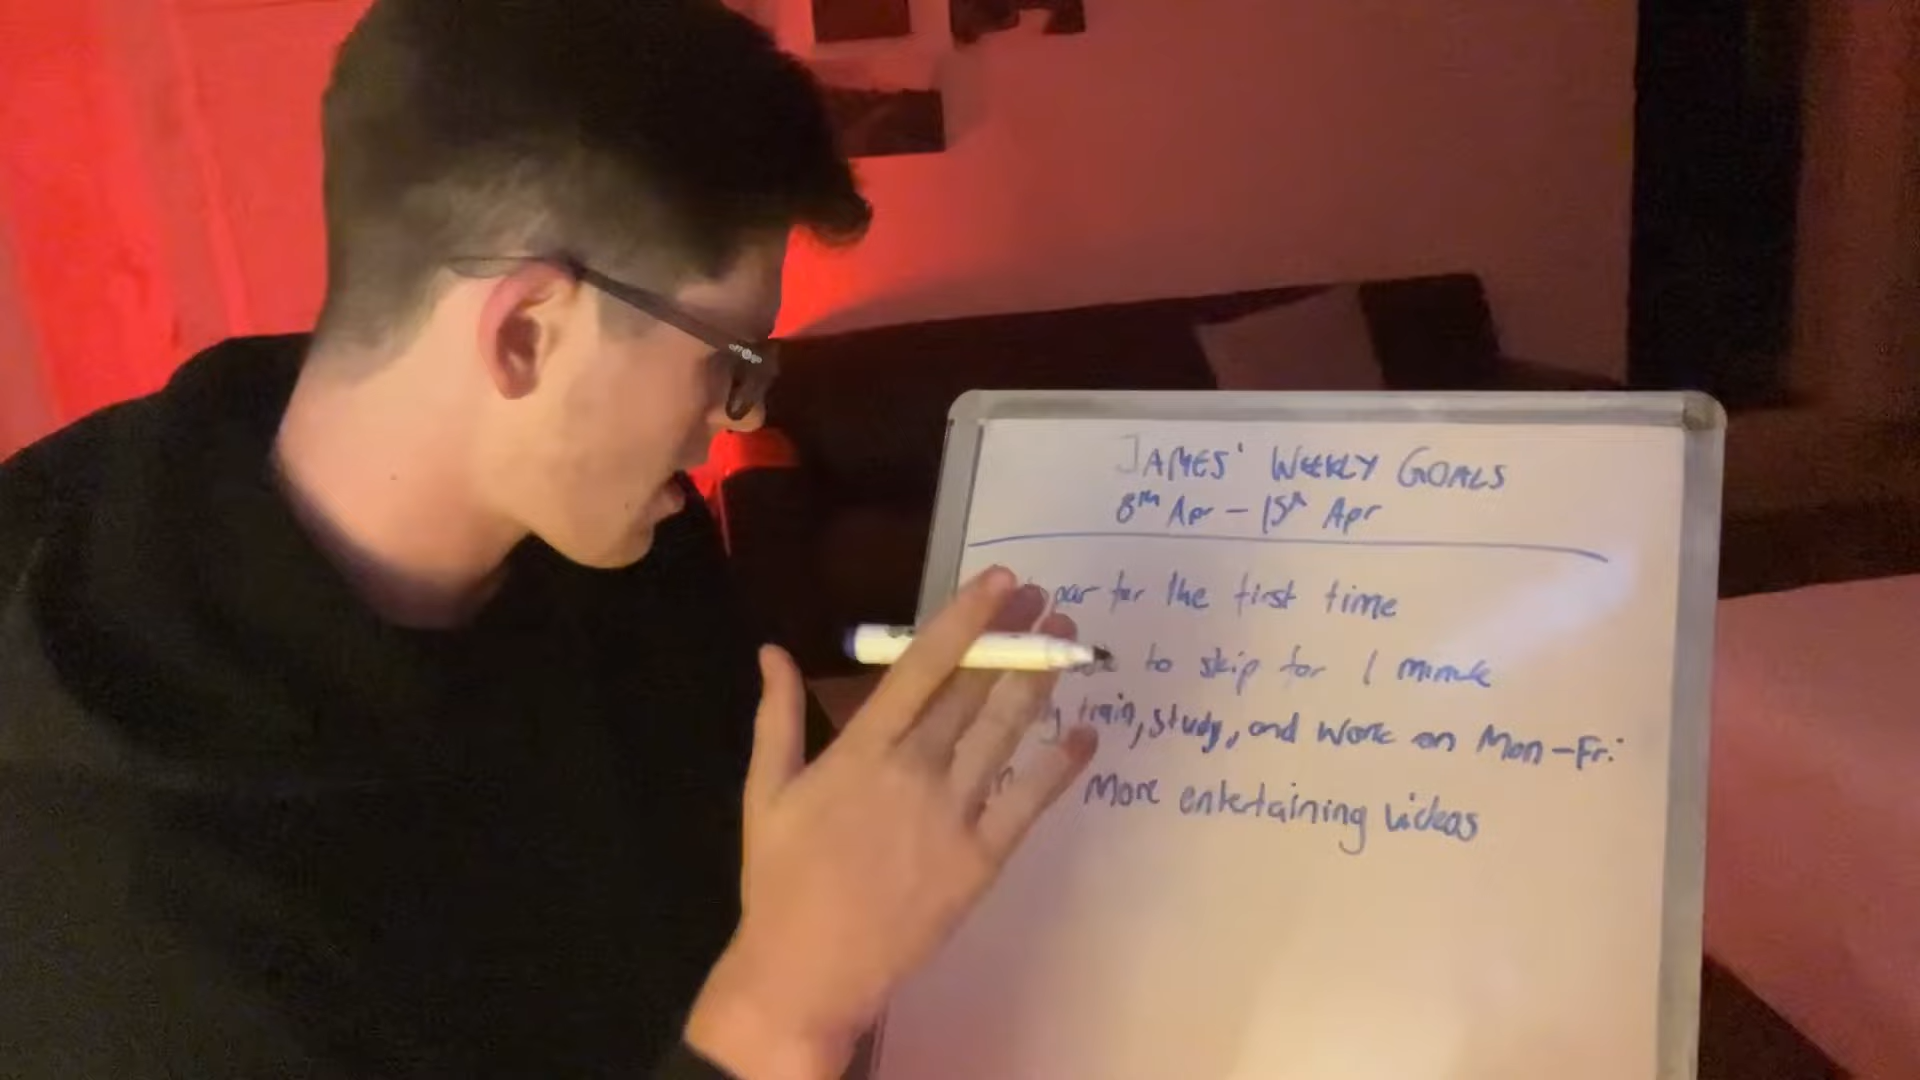 JAMES' WEEKLY GOALS
8th Apr - 15th Apr
par for the first time
to skip for 1 minute
train, study, and work on Mon-Fri
More entertaining videos